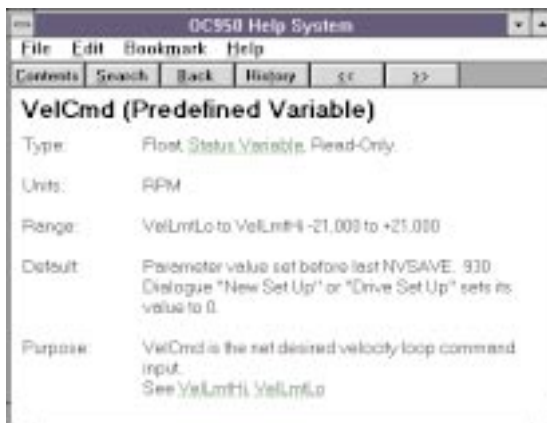 OC950 Help System
File Edit Bookmark Help
Contents Search Back History << >>
VelCmd (Predefined Variable)
Type: Float, Status Variable, Read-Only.
Units: RPM
Range: VelLmtLo to VelLmtHi -21,000 to +21,000
Default: Parameter value set before last NVSAVE. 930
Dialogue "New Set Up" or "Drive Set Up" sets its
value to 0.
Purpose: VelCmd is the net desired velocity loop command
input.
See VelLmtHi, VelLmtLo